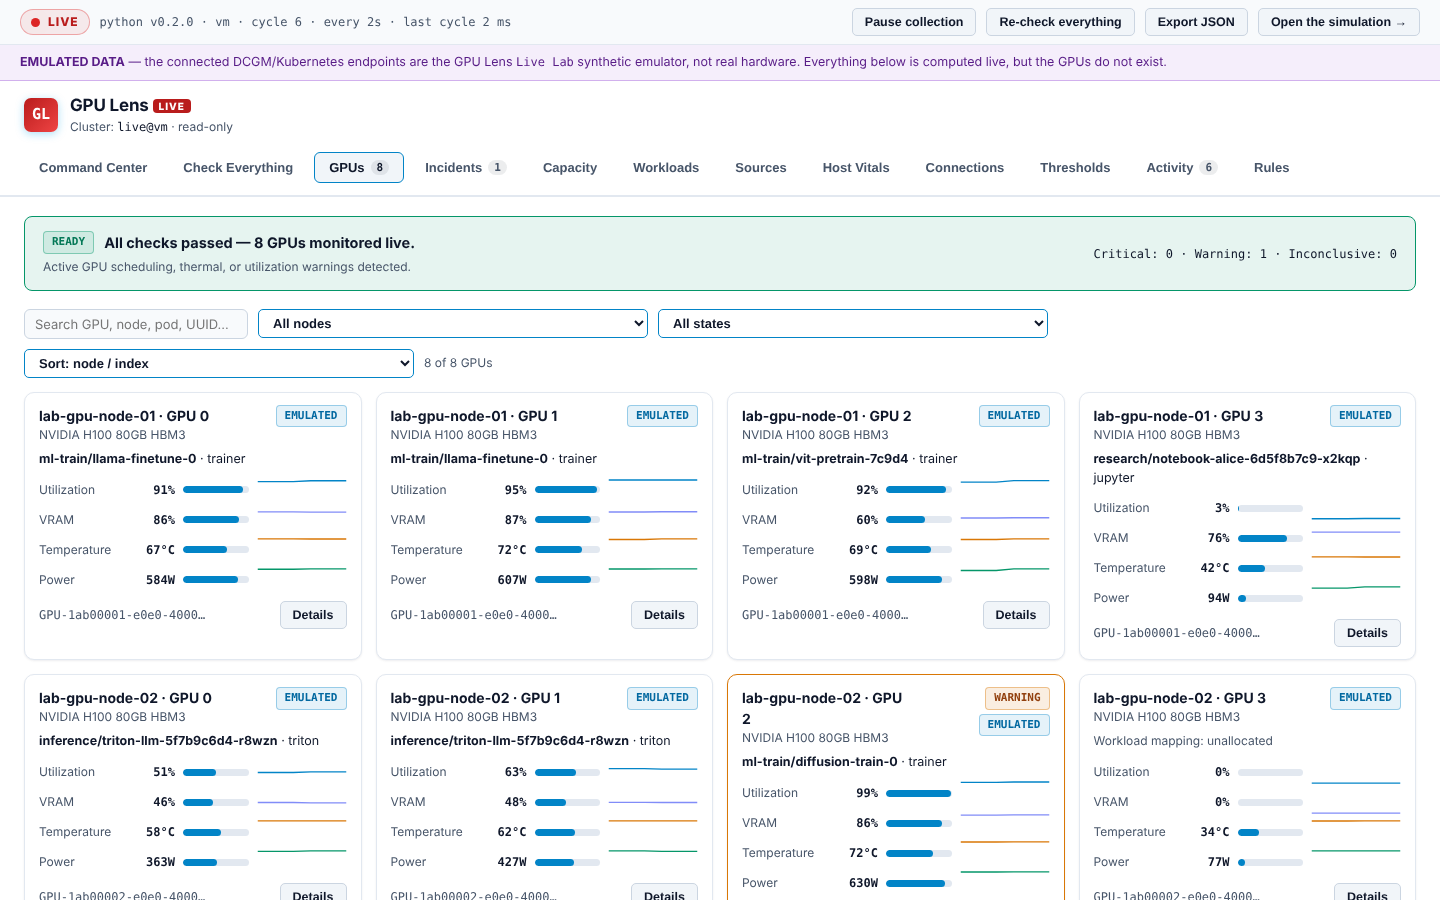 LIVE python v0.2.0 · vm · cycle 6 · every 2s · last cycle 2 ms Pause collection Re-check everything Export JSON Open the simulation →
EMULATED DATA — the connected DCGM/Kubernetes endpoints are the GPU Lens Live Lab synthetic emulator, not real hardware. Everything below is computed live, but the GPUs do not exist.
GL GPU Lens LIVE
Cluster: live@vm · read-only
Command Center Check Everything GPUs 8 Incidents 1 Capacity Workloads Sources Host Vitals Connections Thresholds Activity 6 Rules
READY All checks passed — 8 GPUs monitored live.
Active GPU scheduling, thermal, or utilization warnings detected.
Critical: 0 · Warning: 1 · Inconclusive: 0
Search GPU, node, pod, UUID... All nodes All states
Sort: node / index 8 of 8 GPUs
lab-gpu-node-01 · GPU 0 EMULATED
NVIDIA H100 80GB HBM3
ml-train/llama-finetune-0 · trainer
Utilization 91%
VRAM 86%
Temperature 67°C
Power 584W
GPU-1ab00001-e0e0-4000… Details
lab-gpu-node-01 · GPU 1 EMULATED
NVIDIA H100 80GB HBM3
ml-train/llama-finetune-0 · trainer
Utilization 95%
VRAM 87%
Temperature 72°C
Power 607W
GPU-1ab00001-e0e0-4000… Details
lab-gpu-node-01 · GPU 2 EMULATED
NVIDIA H100 80GB HBM3
ml-train/vit-pretrain-7c9d4 · trainer
Utilization 92%
VRAM 60%
Temperature 69°C
Power 598W
GPU-1ab00001-e0e0-4000… Details
lab-gpu-node-01 · GPU 3 EMULATED
NVIDIA H100 80GB HBM3
research/notebook-alice-6d5f8b7c9-x2kqp ·
jupyter
Utilization 3%
VRAM 76%
Temperature 42°C
Power 94W
GPU-1ab00001-e0e0-4000… Details
lab-gpu-node-02 · GPU 0 EMULATED
NVIDIA H100 80GB HBM3
inference/triton-llm-5f7b9c6d4-r8wzn · triton
Utilization 51%
VRAM 46%
Temperature 58°C
Power 363W
GPU-1ab00002-e0e0-4000… Details
lab-gpu-node-02 · GPU 1 EMULATED
NVIDIA H100 80GB HBM3
inference/triton-llm-5f7b9c6d4-r8wzn · triton
Utilization 63%
VRAM 48%
Temperature 62°C
Power 427W
GPU-1ab00002-e0e0-4000… Details
lab-gpu-node-02 · GPU WARNING
2 EMULATED
NVIDIA H100 80GB HBM3
ml-train/diffusion-train-0 · trainer
Utilization 99%
VRAM 86%
Temperature 72°C
Power 630W
lab-gpu-node-02 · GPU 3 EMULATED
NVIDIA H100 80GB HBM3
Workload mapping: unallocated
Utilization 0%
VRAM 0%
Temperature 34°C
Power 77W
GPU-1ab00002-e0e0-4000… Details